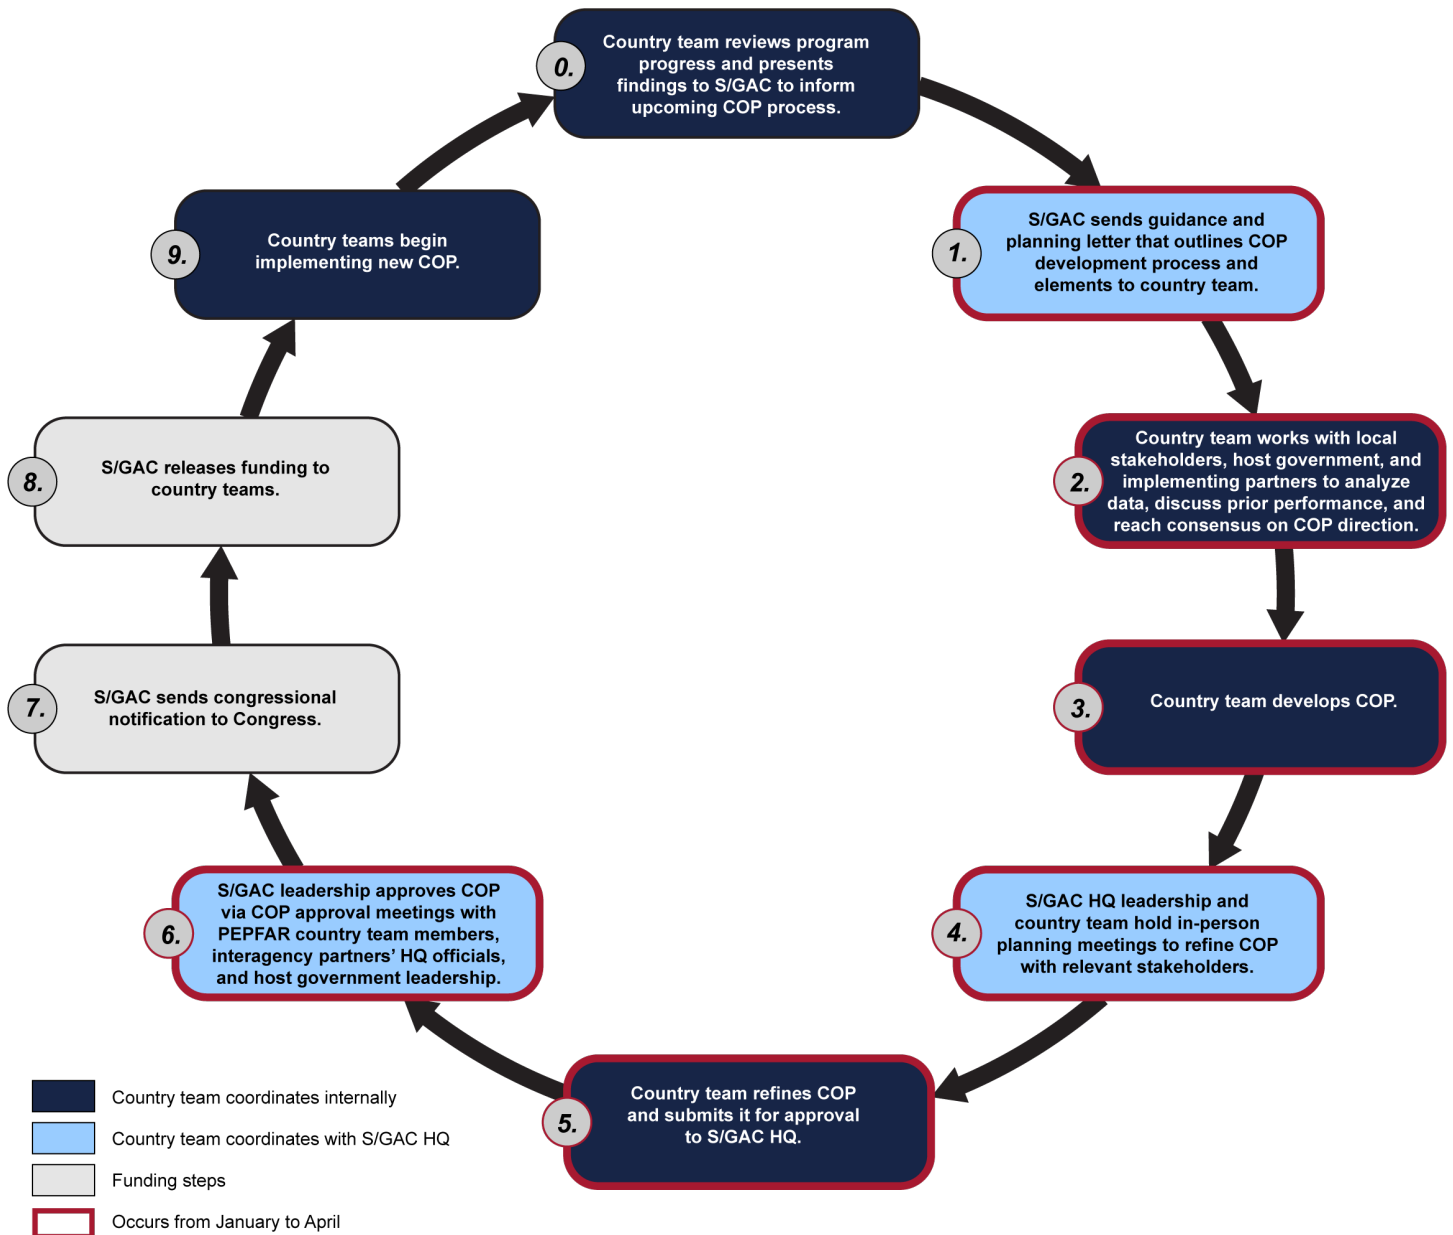 0.
Country team reviews program
progress and presents
findings to S/GAC to inform
upcoming COP process.
1.
S/GAC sends guidance and
planning letter that outlines COP
development process and
elements to country team.
2.
Country team works with local
stakeholders, host government, and
implementing partners to analyze
data, discuss prior performance, and
reach consensus on COP direction.
3.
Country team develops COP.
4.
S/GAC HQ leadership and
country team hold in-person
planning meetings to refine COP
with relevant stakeholders.
5.
Country team refines COP
and submits it for approval
to S/GAC HQ.
6.
S/GAC leadership approves COP
via COP approval meetings with
PEPFAR country team members,
interagency partners’ HQ officials,
and host government leadership.
7.
S/GAC sends congressional
notification to Congress.
8.
S/GAC releases funding to
country teams.
9.
Country teams begin
implementing new COP.
Country team coordinates internally
Country team coordinates with S/GAC HQ
Funding steps
Occurs from January to April